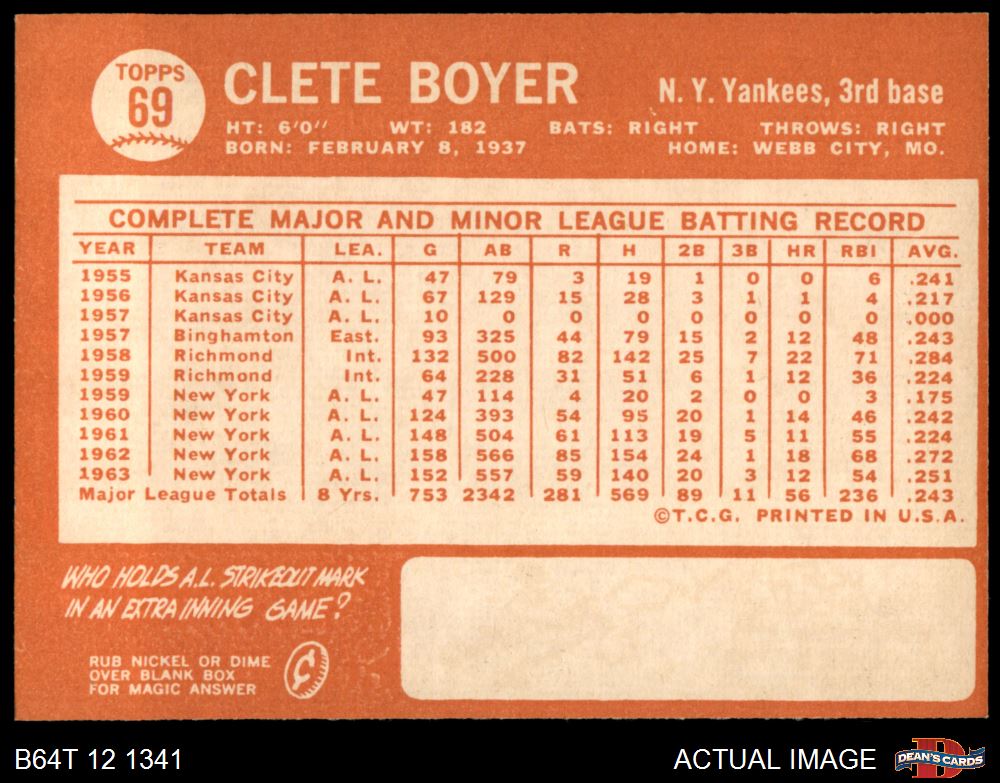 TOPPS
69
CLETE BOYER
N. Y. Yankees, 3rd base
HT: 6'0" WT: 182 BATS: RIGHT THROWS: RIGHT
BORN: FEBRUARY 8, 1937 HOME: WEBB CITY, MO.
COMPLETE MAJOR AND MINOR LEAGUE BATTING RECORD
YEAR TEAM LEA. G AB R H 2B 3B HR RBI AVG.
1955 Kansas City A. L. 47 79 3 19 1 0 0 6 .241
1956 Kansas City A. L. 67 129 15 28 3 1 1 4 .217
1957 Kansas City A. L. 10 0 0 0 0 0 0 0 .000
1957 Binghamton East. 93 325 44 79 15 2 12 48 .243
1958 Richmond Int. 132 500 82 142 25 7 22 71 .284
1959 Richmond Int. 64 228 31 51 6 1 12 36 .224
1959 New York A. L. 47 114 4 20 2 0 0 3 .175
1960 New York A. L. 124 393 54 95 20 1 14 46 .242
1961 New York A. L. 148 504 61 113 19 5 11 55 .224
1962 New York A. L. 158 566 85 154 24 1 18 68 .272
1963 New York A. L. 152 557 59 140 20 3 12 54 .251
Major League Totals 8 Yrs. 753 2342 281 569 89 11 56 236 .243
©T.C.G. PRINTED IN U.S.A.
WHO HOLDS A.L. STRIKEOUT MARK
IN AN EXTRA INNING GAME?
RUB NICKEL OR DIME
OVER BLANK BOX
FOR MAGIC ANSWER
¢
B64T 12 1341
ACTUAL IMAGE
D
DEAN'S CARDS